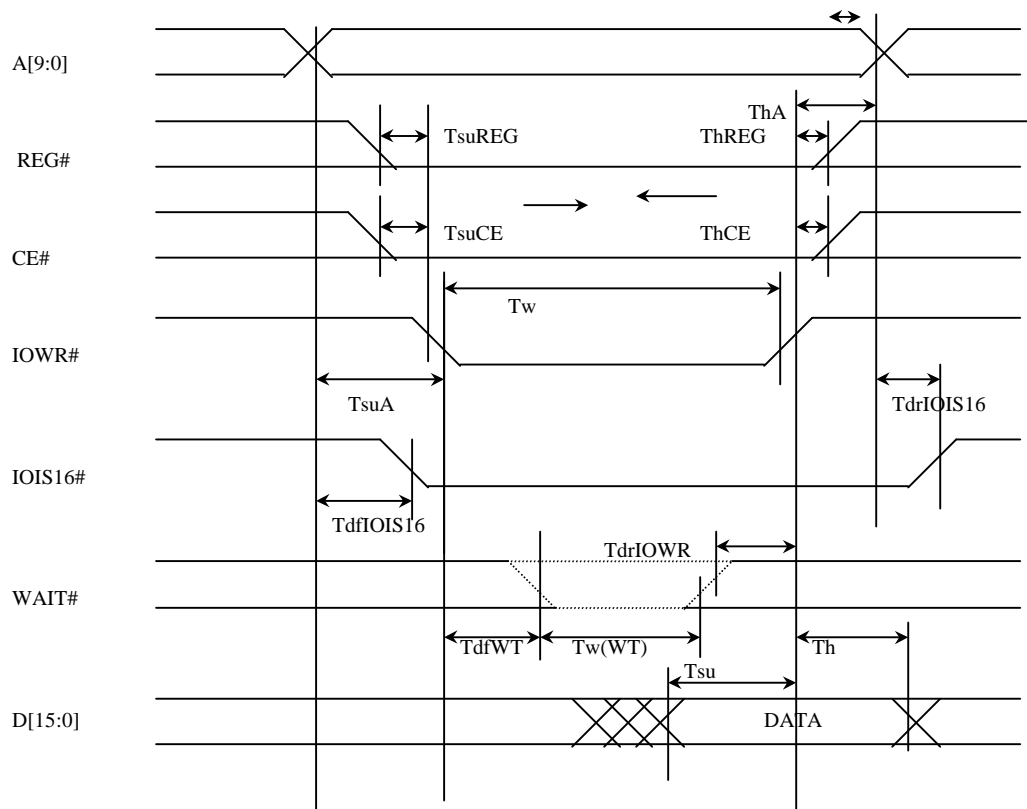 A[9:0]
ThA
TsuREG
ThREG
REG#
TsuCE
ThCE
CE#
Tw
IOWR#
TsuA
TdrIOIS16
IOIS16#
TdfIOIS16
TdrIOWR
WAIT#
TdfWT
Tw(WT)
Th
Tsu
D[15:0]
DATA